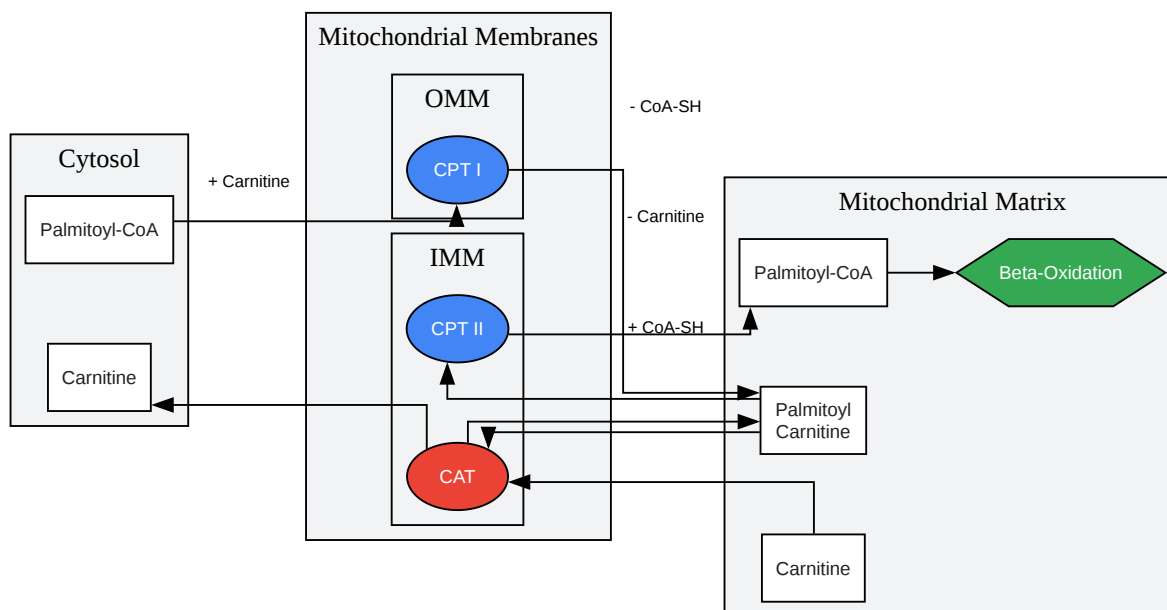 Mitochondrial Membranes
OMM
- CoA-SH
Cytosol
CPT I
+ Carnitine
Mitochondrial Matrix
Palmitoyl-CoA
- Carnitine
IMM
Palmitoyl-CoA
Beta-Oxidation
CPT II
+ CoA-SH
Carnitine
Palmitoyl
Carnitine
CAT
Carnitine